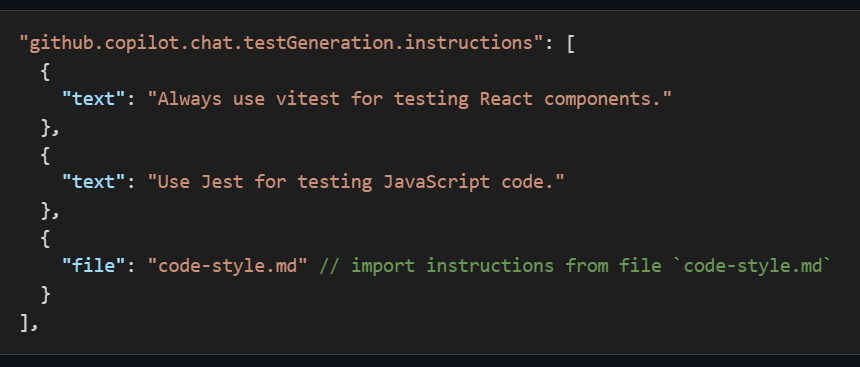 "github.copilot.chat.testGeneration.instructions": [
  {
    "text": "Always use vitest for testing React components."
  },
  {
    "text": "Use Jest for testing JavaScript code."
  },
  {
    "file": "code-style.md" // import instructions from file `code-style.md`
  }
],